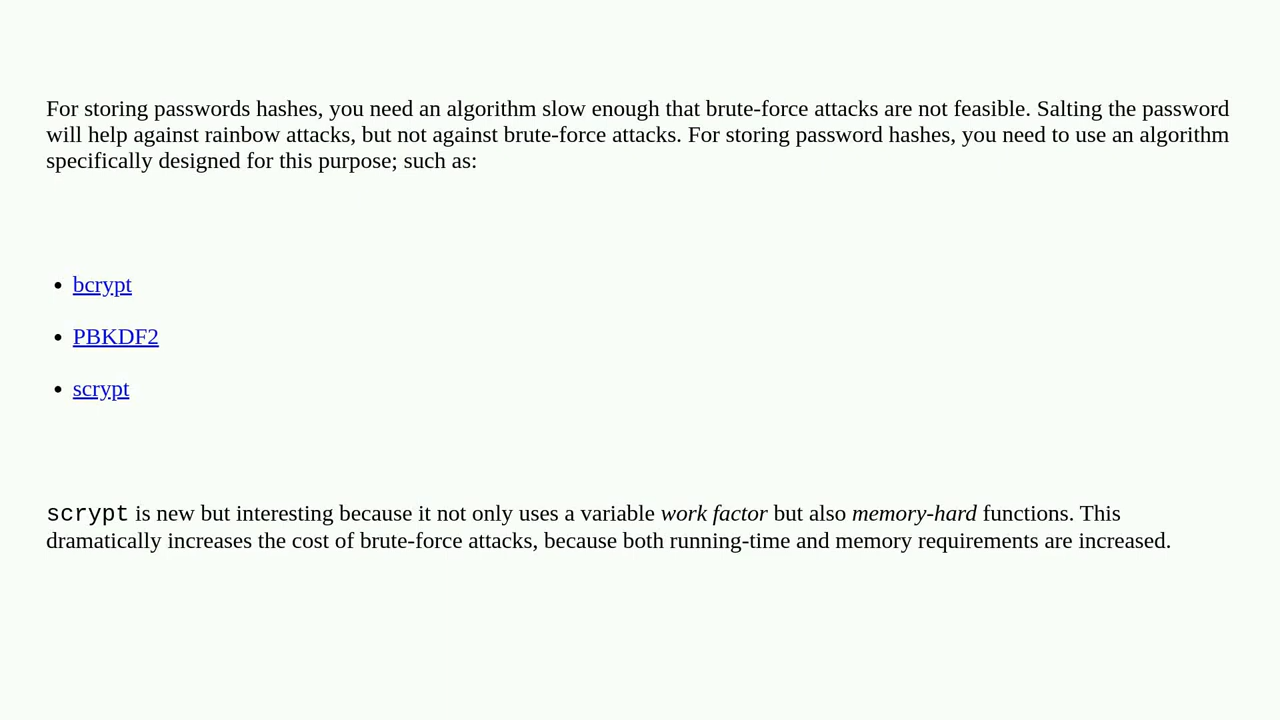 For storing passwords hashes, you need an algorithm slow enough that brute-force attacks are not feasible. Salting the password
will help against rainbow attacks, but not against brute-force attacks. For storing password hashes, you need to use an algorithm
specifically designed for this purpose; such as:
• bcrypt
• PBKDF2
• scrypt
scrypt is new but interesting because it not only uses a variable work factor but also memory-hard functions. This
dramatically increases the cost of brute-force attacks, because both running-time and memory requirements are increased.